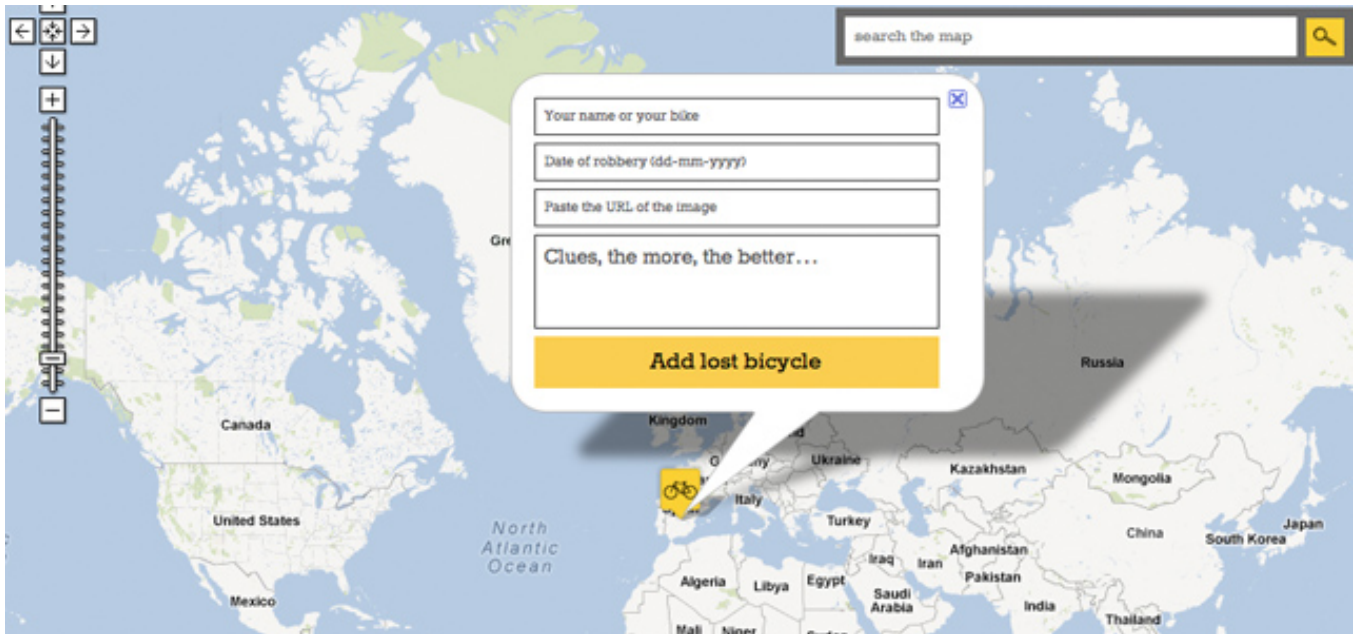 search the map
Your name or your bike
Date of robbery (dd-mm-yyyy)
Paste the URL of the image
Clues, the more, the better...
Add lost bicycle
Russia
Kingdom
Canada
Ukraine
Kazakhstan
Mongolia
Italy
United States
North
Atlantic
Ocean
Turkey
China
Japan
South Korea
Iraq
Iran
Afghanistan
Pakistan
Algeria
Libya
Egypt
Saudi
Arabia
India
Mexico
Thailand
Mali
Niger